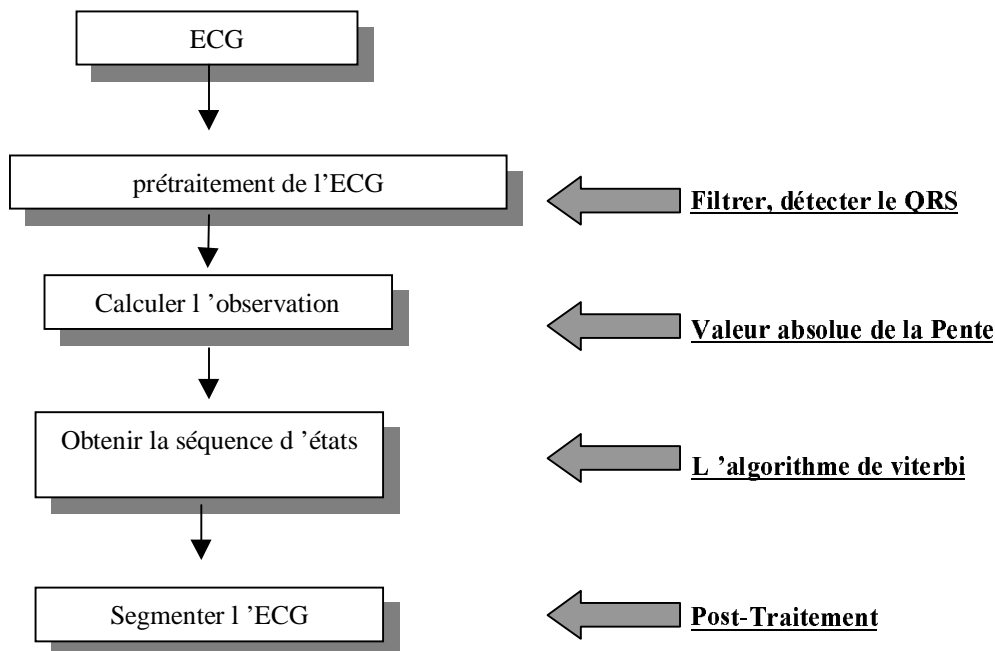 ECG
prétraitement de l’ECG
Filtrer, détecter le QRS
Calculer l ’observation
Valeur absolue de la Pente
Obtenir la séquence d ’états
L ’algorithme de viterbi
Segmenter l ’ECG
Post-Traitement